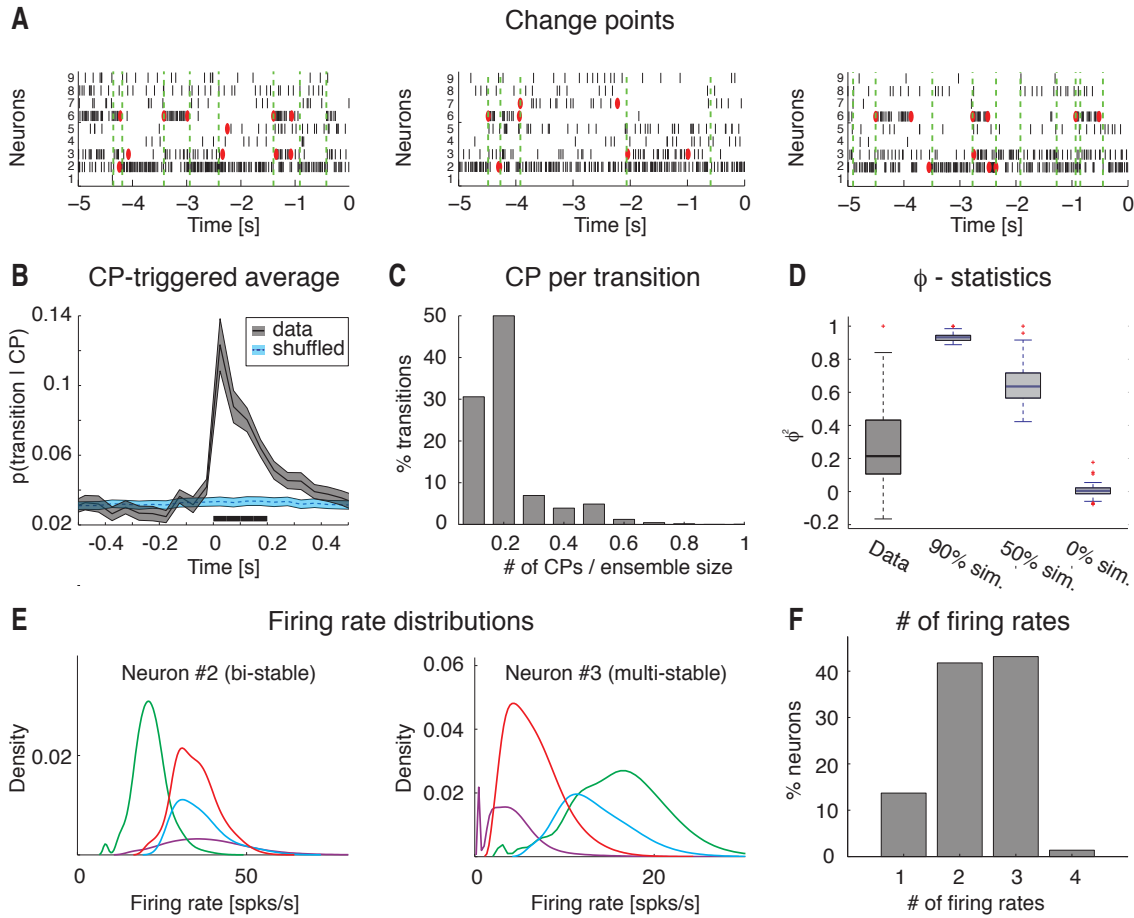 A
Change points
Neurons
9
8
7
6
5
4
3
2
1
−5 −4 −3 −2 −1 0
Time [s]
Neurons
9
8
7
6
5
4
3
2
1
−5 −4 −3 −2 −1 0
Time [s]
Neurons
9
8
7
6
5
4
3
2
1
−5 −4 −3 −2 −1 0
Time [s]
B
CP-triggered average
p(transition I CP)
0.14
0.1
0.06
0.02
data
shuffled
-0.4 -0.2 0 0.2 0.4
Time [s]
C
CP per transition
% transitions
50
40
30
20
10
0
0.2 0.4 0.6 0.8 1
# of CPs / ensemble size
D
ϕ - statistics
ϕ²
1
0.8
0.6
0.4
0.2
0
-0.2
Data 90% sim. 50% sim. 0% sim.
E
Firing rate distributions
Neuron #2 (bi-stable)
Density
0.02
0 20 50
Firing rate [spks/s]
Neuron #3 (multi-stable)
Density
0.06
0.04
0.02
0 20
Firing rate [spks/s]
F
# of firing rates
% neurons
40
30
20
10
0
1 2 3 4
# of firing rates